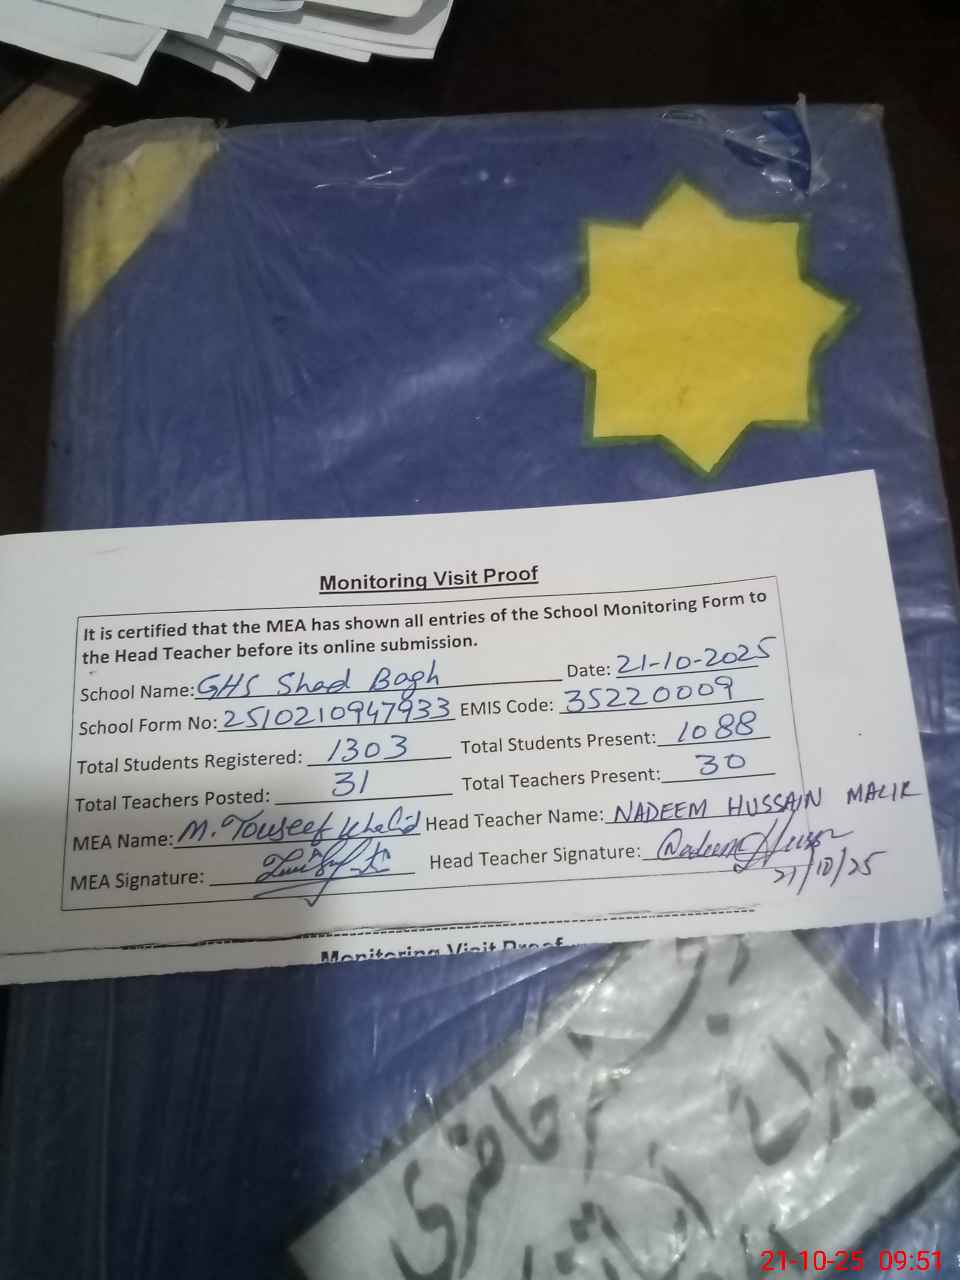 Monitoring Visit Proof
It is certified that the MEA has shown all entries of the School Monitoring Form to
the Head Teacher before its online submission.
School Name: GHS Shad Bagh Date: 21-10-2025
School Form No: 2510210947933 EMIS Code: 35220009
Total Students Registered: 1303 Total Students Present: 1088
Total Teachers Posted: 31 Total Teachers Present: 30
MEA Name: M. Touseef Khalid Head Teacher Name: NADEEM HUSSAIN MALIK
MEA Signature: Head Teacher Signature: Nadeem
21/10/25
Monitoring Visit Proof
حاضری
برائے
21-10-25 09:51